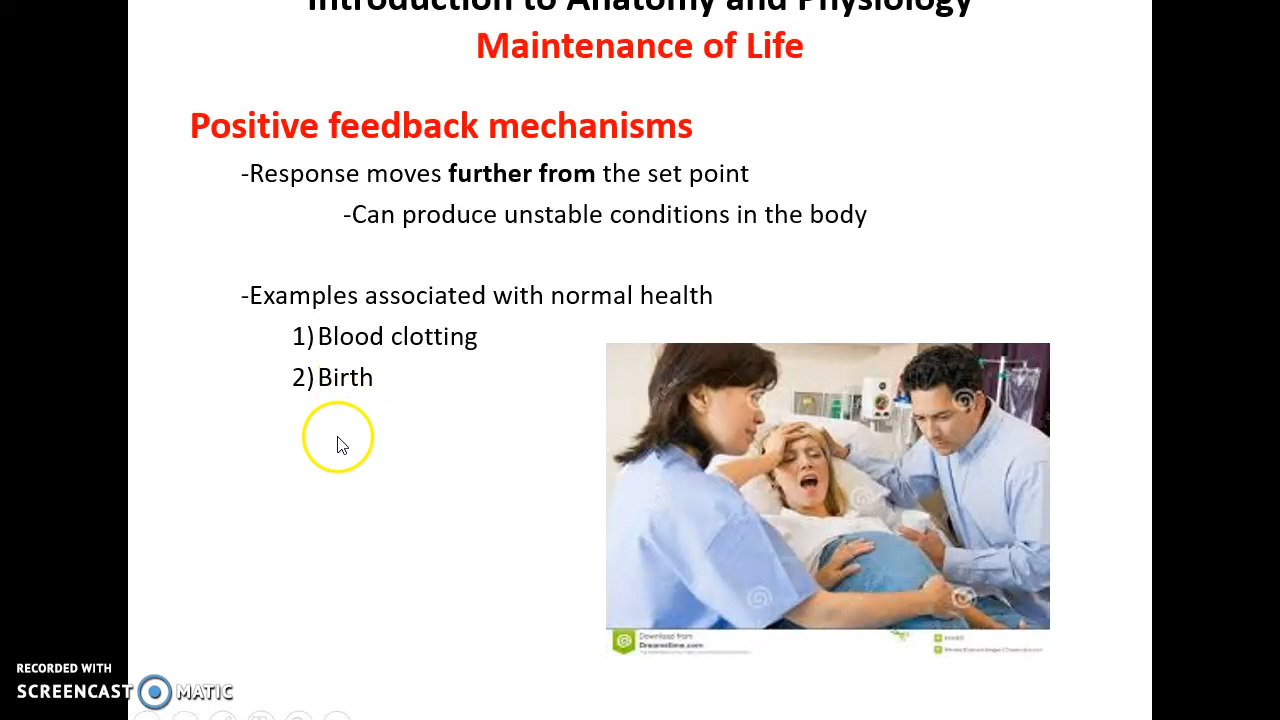 Introduction to Anatomy and Physiology
Maintenance of Life
Positive feedback mechanisms
-Response moves further from the set point
-Can produce unstable conditions in the body
-Examples associated with normal health
1) Blood clotting
2) Birth
Download from
Dreamstime.com
RECORDED WITH
SCREENCAST MATIC